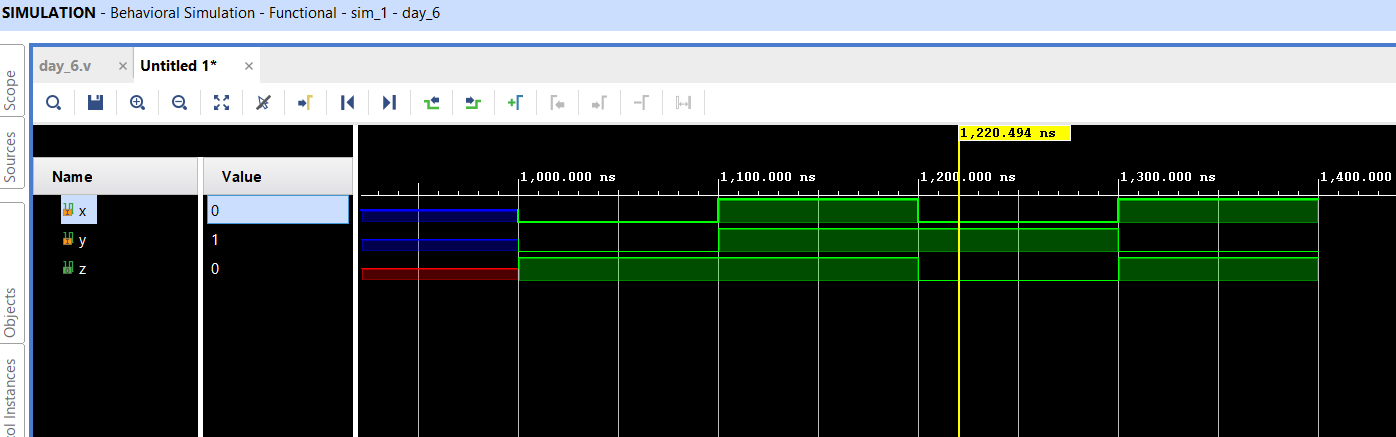 SIMULATION - Behavioral Simulation - Functional - sim_1 - day_6
day_6.v × Untitled 1* ×
Scope
Sources
Objects
ol Instances
1,220.494 ns
Name Value
1,000.000 ns 1,100.000 ns 1,200.000 ns 1,300.000 ns 1,400.000
x 0
y 1
z 0